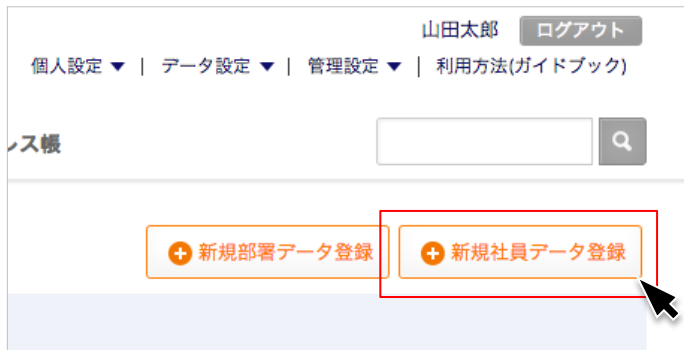 山田太郎 ログアウト
個人設定 ▼ | データ設定 ▼ | 管理設定 ▼ | 利用方法(ガイドブック)
レス帳
新規部署データ登録 新規社員データ登録